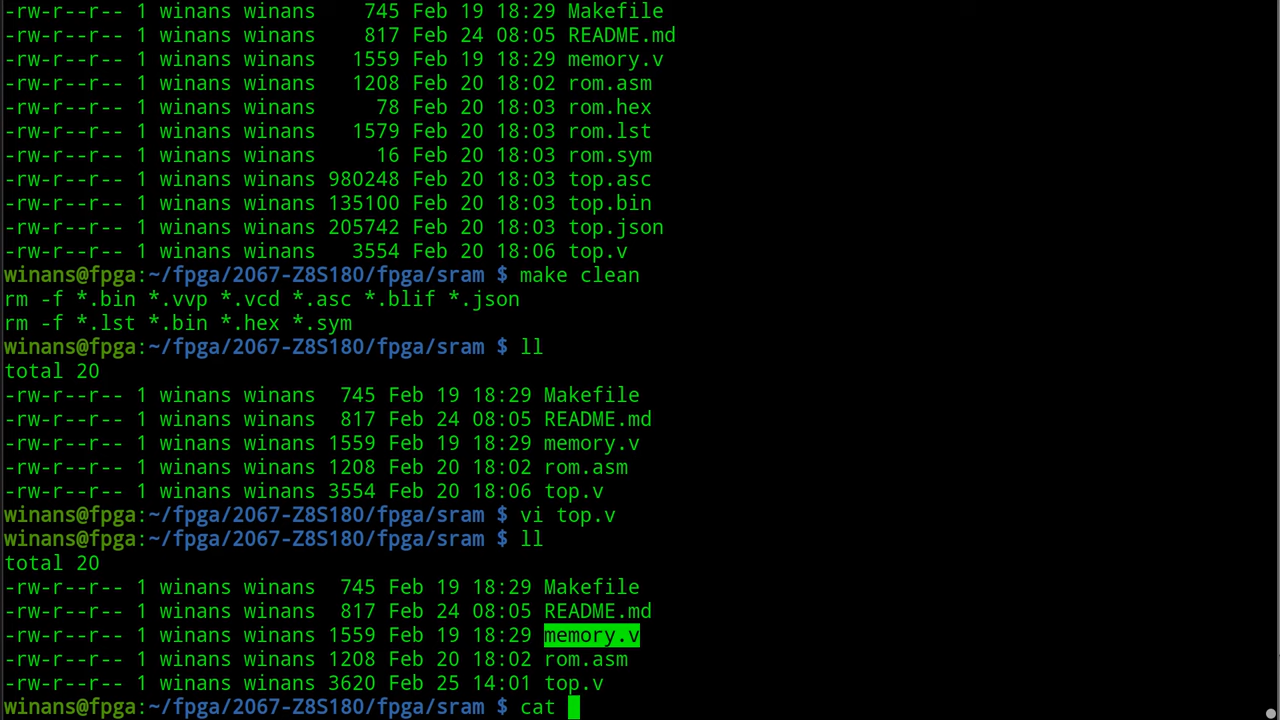 -rw-r--r-- 1 winans winans    745 Feb 19 18:29 Makefile
-rw-r--r-- 1 winans winans    817 Feb 24 08:05 README.md
-rw-r--r-- 1 winans winans   1559 Feb 19 18:29 memory.v
-rw-r--r-- 1 winans winans   1208 Feb 20 18:02 rom.asm
-rw-r--r-- 1 winans winans     78 Feb 20 18:03 rom.hex
-rw-r--r-- 1 winans winans   1579 Feb 20 18:03 rom.lst
-rw-r--r-- 1 winans winans     16 Feb 20 18:03 rom.sym
-rw-r--r-- 1 winans winans 980248 Feb 20 18:03 top.asc
-rw-r--r-- 1 winans winans 135100 Feb 20 18:03 top.bin
-rw-r--r-- 1 winans winans 205742 Feb 20 18:03 top.json
-rw-r--r-- 1 winans winans   3554 Feb 20 18:06 top.v
winans@fpga:~/fpga/2067-Z8S180/fpga/sram $ make clean
rm -f *.bin *.vvp *.vcd *.asc *.blif *.json
rm -f *.lst *.bin *.hex *.sym
winans@fpga:~/fpga/2067-Z8S180/fpga/sram $ ll
total 20
-rw-r--r-- 1 winans winans  745 Feb 19 18:29 Makefile
-rw-r--r-- 1 winans winans  817 Feb 24 08:05 README.md
-rw-r--r-- 1 winans winans 1559 Feb 19 18:29 memory.v
-rw-r--r-- 1 winans winans 1208 Feb 20 18:02 rom.asm
-rw-r--r-- 1 winans winans 3554 Feb 20 18:06 top.v
winans@fpga:~/fpga/2067-Z8S180/fpga/sram $ vi top.v
winans@fpga:~/fpga/2067-Z8S180/fpga/sram $ ll
total 20
-rw-r--r-- 1 winans winans  745 Feb 19 18:29 Makefile
-rw-r--r-- 1 winans winans  817 Feb 24 08:05 README.md
-rw-r--r-- 1 winans winans 1559 Feb 19 18:29 memory.v
-rw-r--r-- 1 winans winans 1208 Feb 20 18:02 rom.asm
-rw-r--r-- 1 winans winans 3620 Feb 25 14:01 top.v
winans@fpga:~/fpga/2067-Z8S180/fpga/sram $ cat